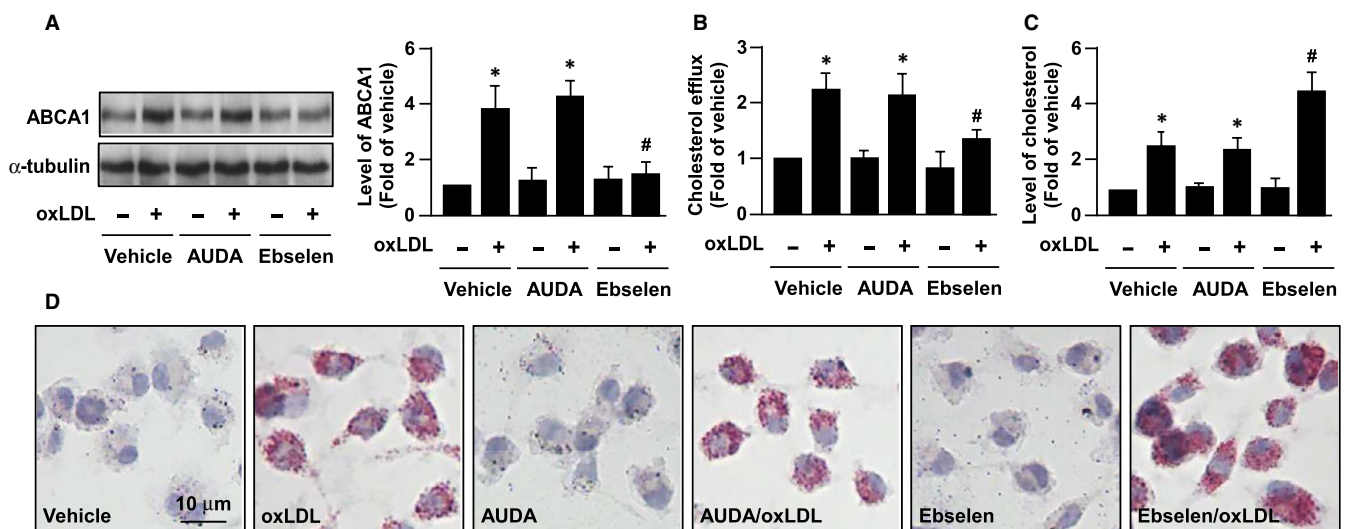 A
ABCA1
α-tubulin
oxLDL – + – + – +
Vehicle AUDA Ebselen
Level of ABCA1
(Fold of vehicle)
6
4
2
0
* * #
oxLDL – + – + – +
Vehicle AUDA Ebselen
B
Cholesterol efflux
(Fold of vehicle)
3
2
1
0
* * #
oxLDL – + – + – +
Vehicle AUDA Ebselen
C
Level of cholesterol
(Fold of vehicle)
6
4
2
0
* * #
oxLDL – + – + – +
Vehicle AUDA Ebselen
D
10 μm
Vehicle oxLDL AUDA AUDA/oxLDL Ebselen Ebselen/oxLDL